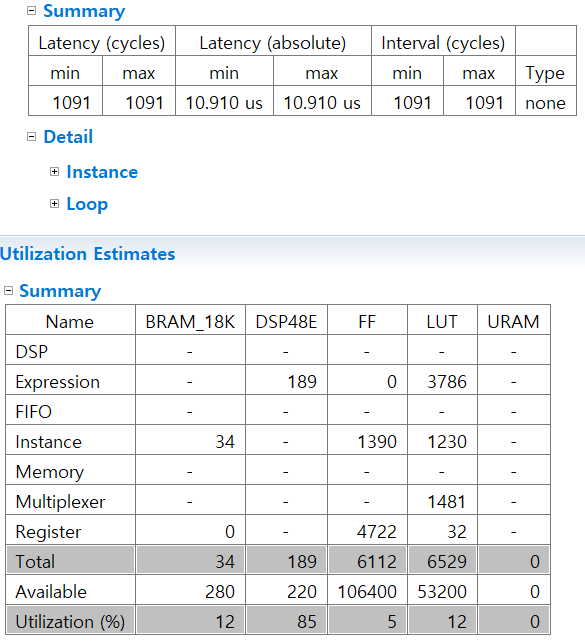 Summary
Latency (cycles) Latency (absolute) Interval (cycles)
min max min max min max Type
1091 1091 10.910 us 10.910 us 1091 1091 none
Detail
Instance
Loop
Utilization Estimates
Summary
Name BRAM_18K DSP48E FF LUT URAM
DSP - - - - -
Expression - 189 0 3786 -
FIFO - - - - -
Instance 34 - 1390 1230 -
Memory - - - - -
Multiplexer - - - 1481 -
Register 0 - 4722 32 -
Total 34 189 6112 6529 0
Available 280 220 106400 53200 0
Utilization (%) 12 85 5 12 0